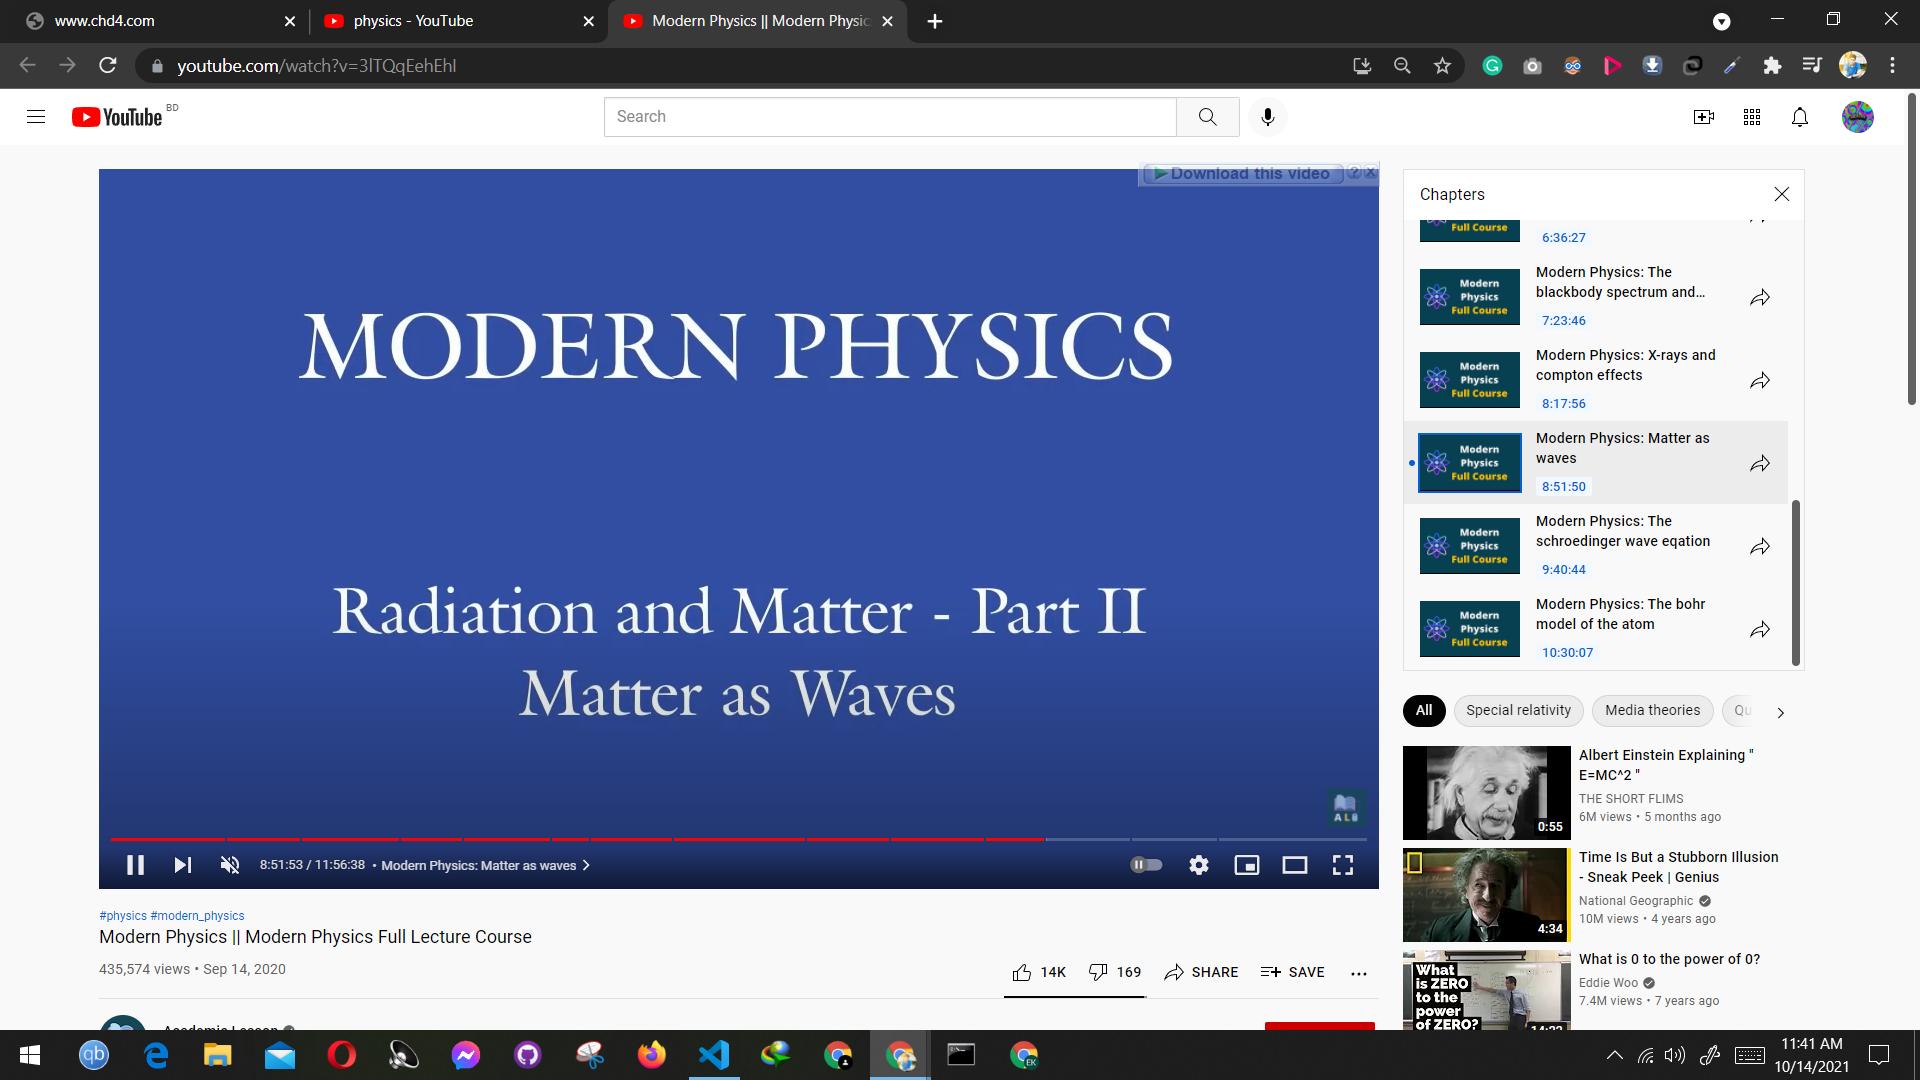 www.chd4.com
physics - YouTube
Modern Physics || Modern Physic
youtube.com/watch?v=3lTQqEehEhI
YouTube BD
Search
Download this video
MODERN PHYSICS
Radiation and Matter - Part II
Matter as Waves
8:51:53 / 11:56:38 • Modern Physics: Matter as waves
#physics #modern_physics
Modern Physics || Modern Physics Full Lecture Course
435,574 views • Sep 14, 2020
14K
169
SHARE
SAVE
Chapters
Full Course
6:36:27
Modern
Physics
Full Course
Modern Physics: The
blackbody spectrum and...
7:23:46
Modern
Physics
Full Course
Modern Physics: X-rays and
compton effects
8:17:56
Modern
Physics
Full Course
Modern Physics: Matter as
waves
8:51:50
Modern
Physics
Full Course
Modern Physics: The
schroedinger wave eqation
9:40:44
Modern
Physics
Full Course
Modern Physics: The bohr
model of the atom
10:30:07
All
Special relativity
Media theories
Qu
Albert Einstein Explaining "
E=MC^2 "
THE SHORT FLIMS
6M views • 5 months ago
0:55
Time Is But a Stubborn Illusion
- Sneak Peek | Genius
National Geographic
10M views • 4 years ago
4:34
What
is ZERO
to the
power
of ZERO?
What is 0 to the power of 0?
Eddie Woo
7.4M views • 7 years ago
11:41 AM
10/14/2021